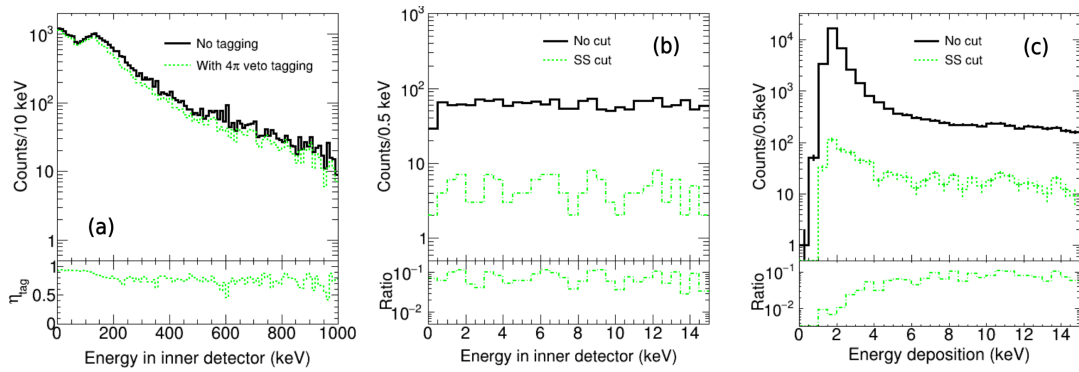 (a)
No tagging
With 4π veto tagging
Counts/10 keV
10³
10²
10
1
η_tag
1
0.5
0
0 200 400 600 800 1000
Energy in inner detector (keV)
(b)
No cut
SS cut
Counts/0.5 keV
10³
10²
10
1
Ratio
10⁻¹
10⁻²
0 2 4 6 8 10 12 14
Energy in inner detector (keV)
(c)
No cut
SS cut
Counts/0.5keV
10⁴
10³
10²
10
1
Ratio
10⁻¹
10⁻²
0 2 4 6 8 10 12 14
Energy deposition (keV)